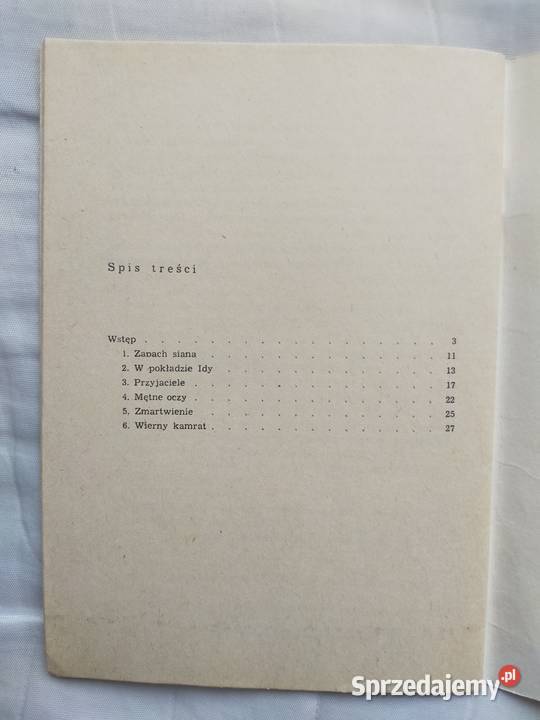 Spis treści
Wstęp . . . . . . . . . . . . . . . . . 3
1. Zapach siana . . . . . . . . . . . . . 11
2. W pokładzie Idy . . . . . . . . . . . . 13
3. Przyjaciele . . . . . . . . . . . . . . 17
4. Mętne oczy . . . . . . . . . . . . . . 22
5. Zmartwienie . . . . . . . . . . . . . 25
6. Wierny kamrat . . . . . . . . . . . . . 27
Sprzedajemy.pl